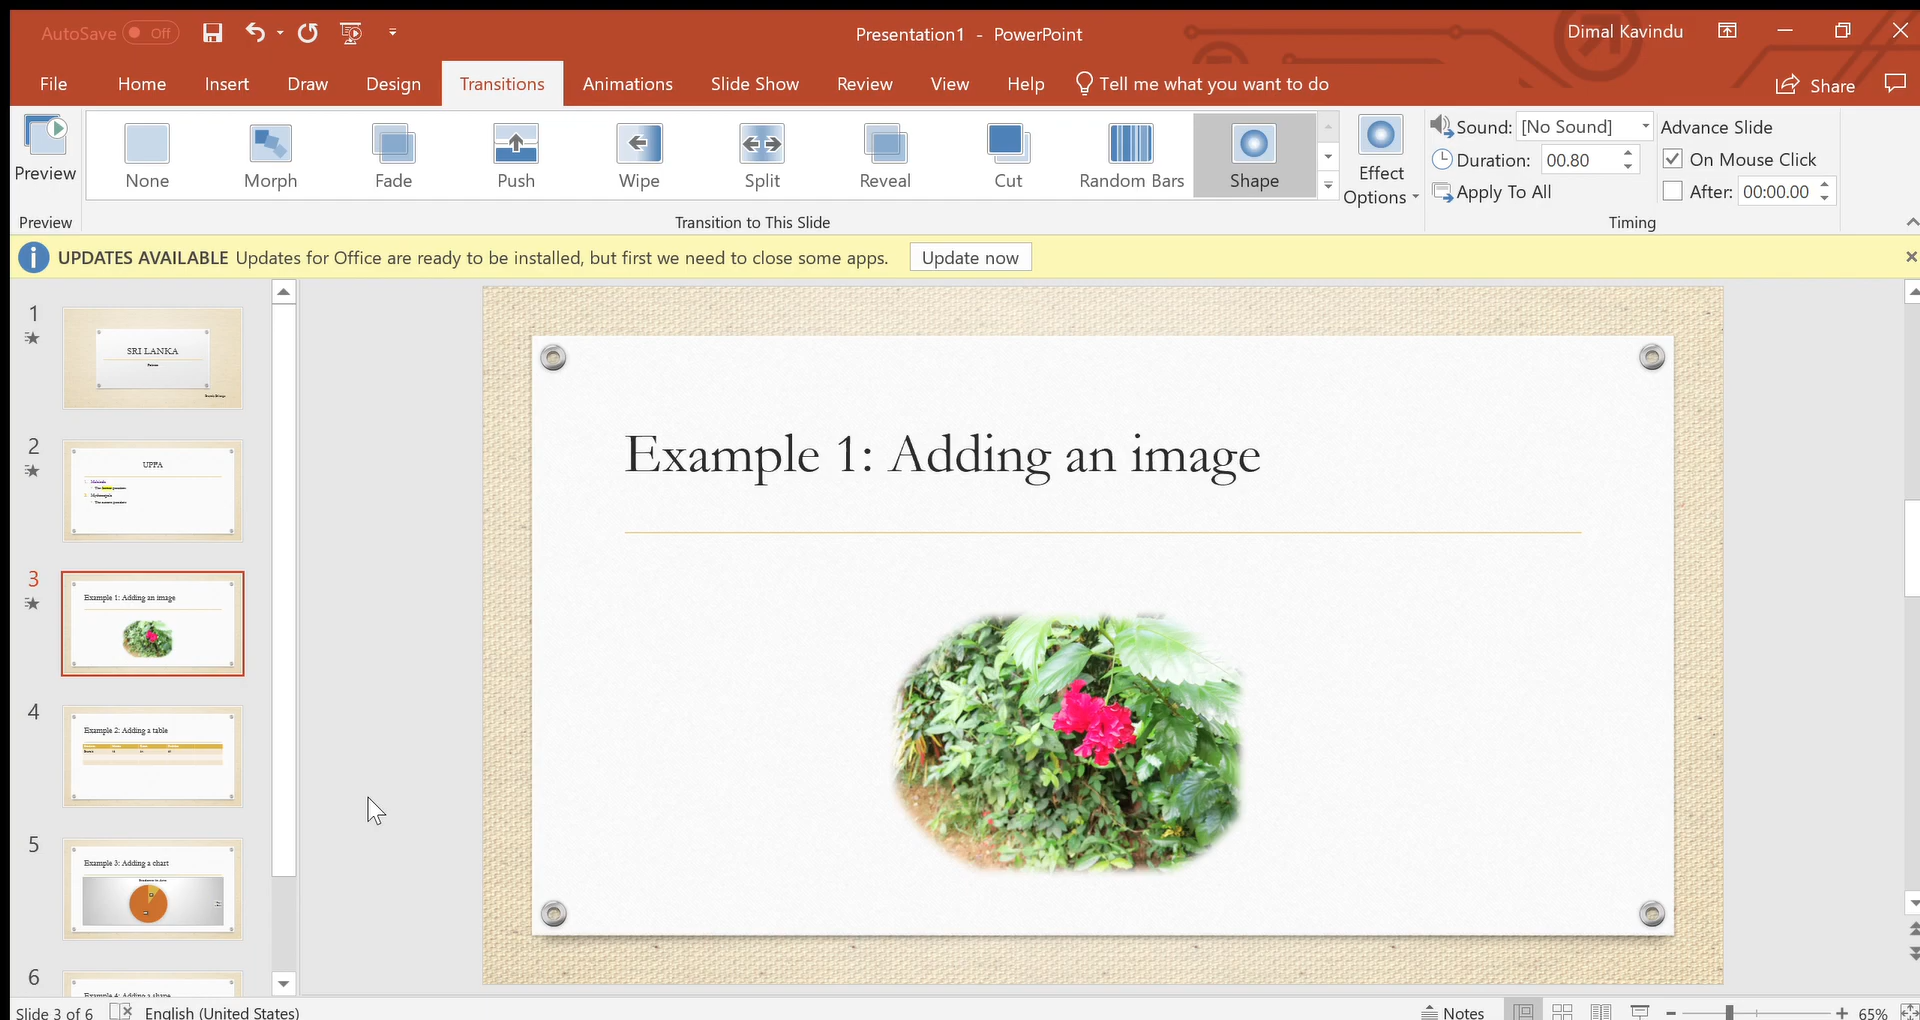 AutoSave Off
Presentation1 - PowerPoint
Dimal Kavindu
File Home Insert Draw Design Transitions Animations Slide Show Review View Help Tell me what you want to do Share
Preview
None Morph Fade Push Wipe Split Reveal Cut Random Bars Shape
Effect Options
Sound: [No Sound]
Duration: 00.80
Apply To All
Advance Slide
On Mouse Click
After: 00:00.00
Preview
Transition to This Slide
Timing
UPDATES AVAILABLE Updates for Office are ready to be installed, but first we need to close some apps. Update now
1
SRI LANKA
2
UPFA
3
Example 1: Adding an image
4
Example 2: Adding a table
5
Example 3: Adding a chart
6
Example 4: Adding a shape
Example 1: Adding an image
Slide 3 of 6 English (United States) Notes 65%